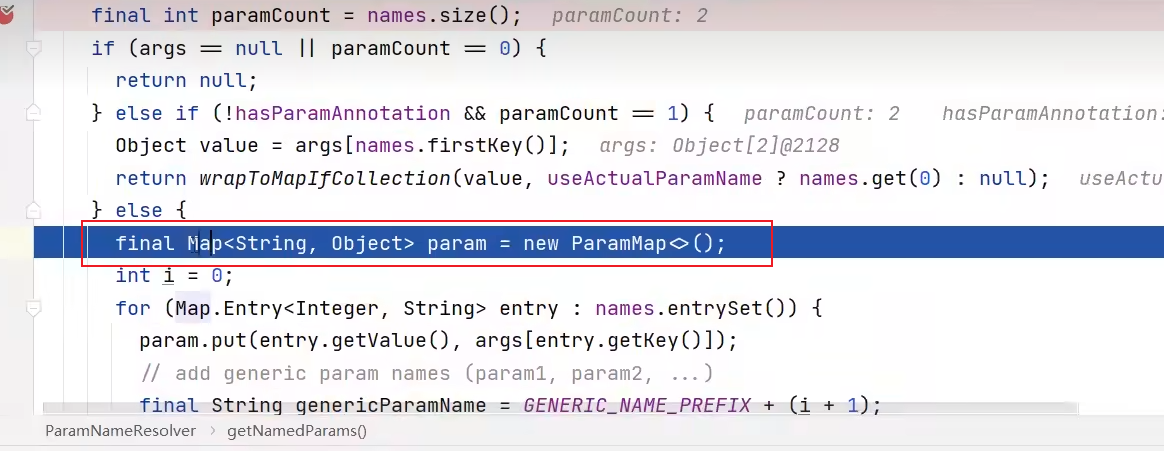 final int paramCount = names.size();   paramCount: 2
if (args == null || paramCount == 0) {
return null;
} else if (!hasParamAnnotation && paramCount == 1) {   paramCount: 2   hasParamAnnotation:
Object value = args[names.firstKey()];   args: Object[2]@2128
return wrapToMapIfCollection(value, useActualParamName ? names.get(0) : null);   useActu
} else {
final Map<String, Object> param = new ParamMap<>();
int i = 0;
for (Map.Entry<Integer, String> entry : names.entrySet()) {
param.put(entry.getValue(), args[entry.getKey()]);
// add generic param names (param1, param2, ...)
final String genericParamName = GENERIC_NAME_PREFIX + (i + 1);
ParamNameResolver › getNamedParams()